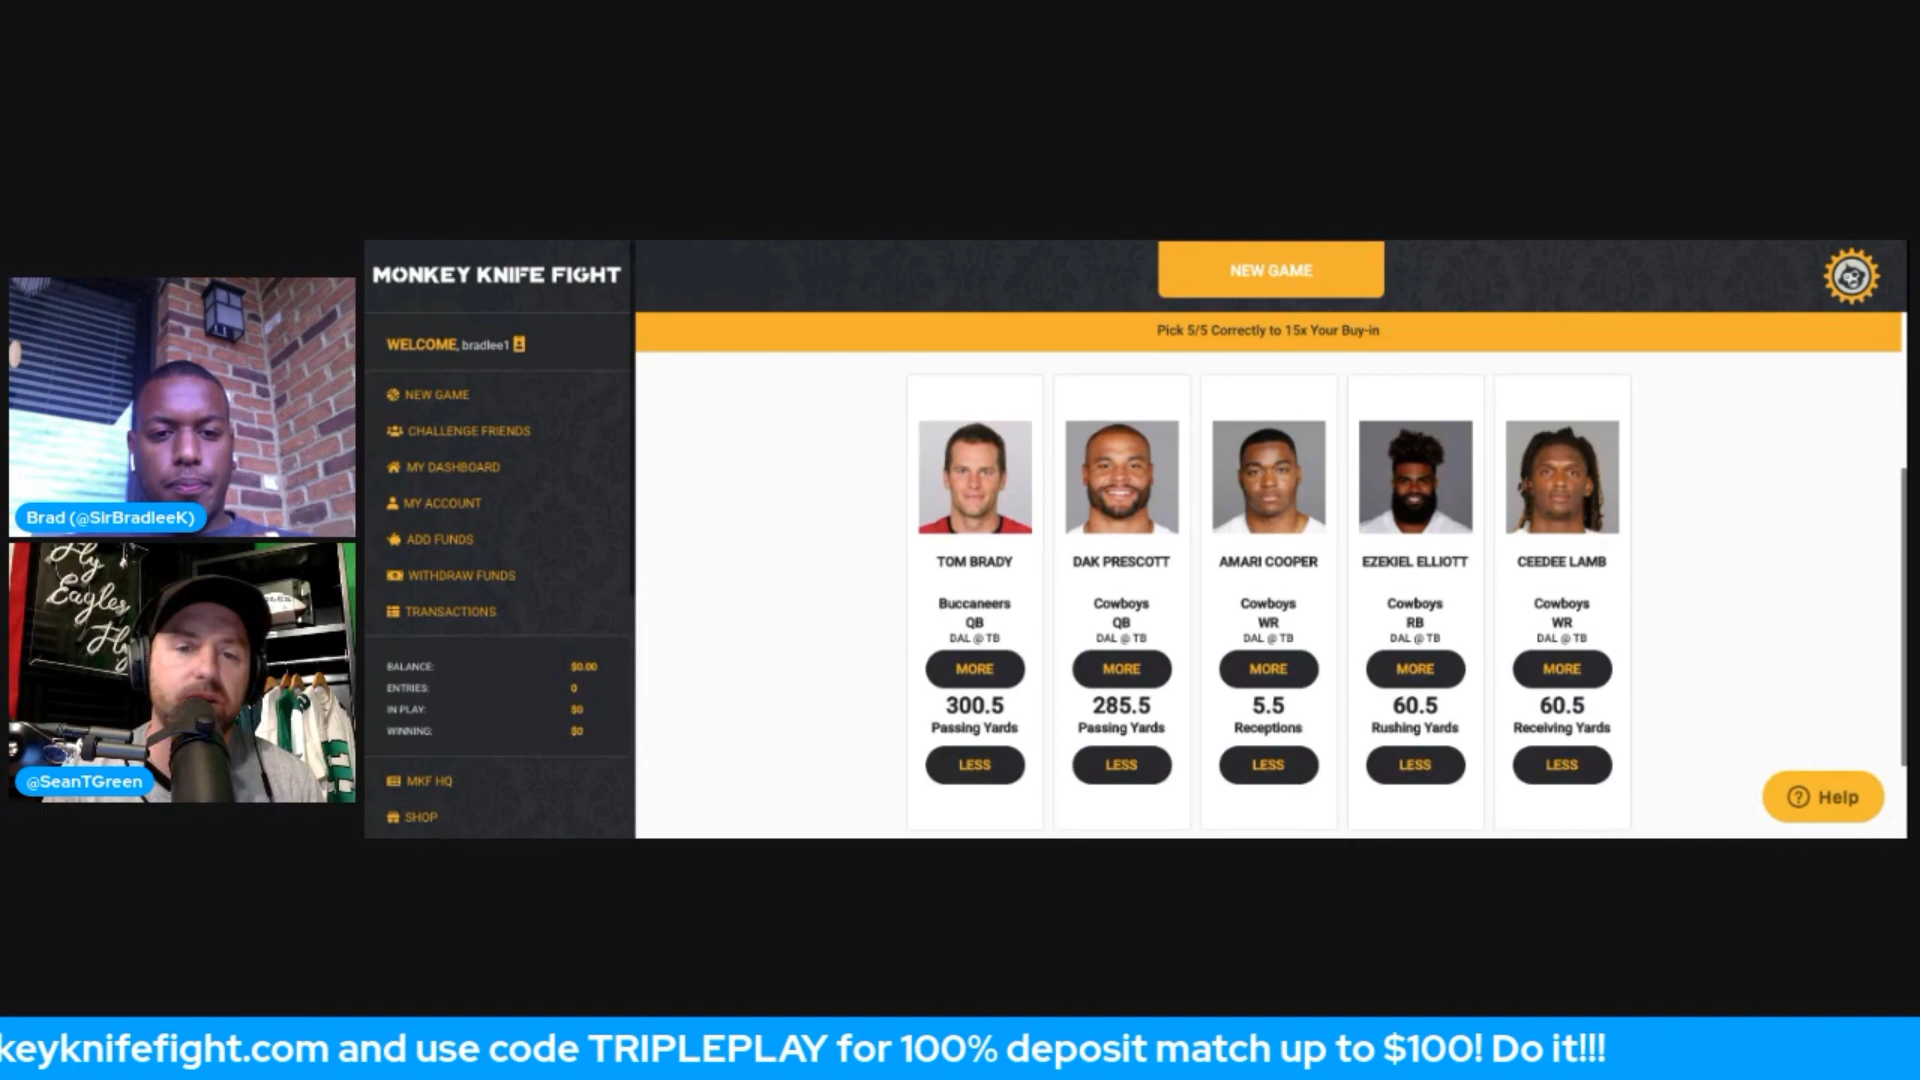 MONKEY KNIFE FIGHT
NEW GAME
WELCOME, bradlee1
Pick 5/5 Correctly to 15x Your Buy-in
NEW GAME
CHALLENGE FRIENDS
MY DASHBOARD
MY ACCOUNT
ADD FUNDS
WITHDRAW FUNDS
TRANSACTIONS
BALANCE: $0.00
ENTRIES: 0
IN PLAY: $0
WINNING: $0
MKF HQ
SHOP
TOM BRADY
Buccaneers
QB
DAL @ TB
MORE
300.5
Passing Yards
LESS
DAK PRESCOTT
Cowboys
QB
DAL @ TB
MORE
285.5
Passing Yards
LESS
AMARI COOPER
Cowboys
WR
DAL @ TB
MORE
5.5
Receptions
LESS
EZEKIEL ELLIOTT
Cowboys
RB
DAL @ TB
MORE
60.5
Rushing Yards
LESS
CEEDEE LAMB
Cowboys
WR
DAL @ TB
MORE
60.5
Receiving Yards
LESS
Help
Brad (@SirBradleeK)
Fly
Eagles
Fly
@SeanTGreen
keyknifefight.com and use code TRIPLEPLAY for 100% deposit match up to $100! Do it!!!